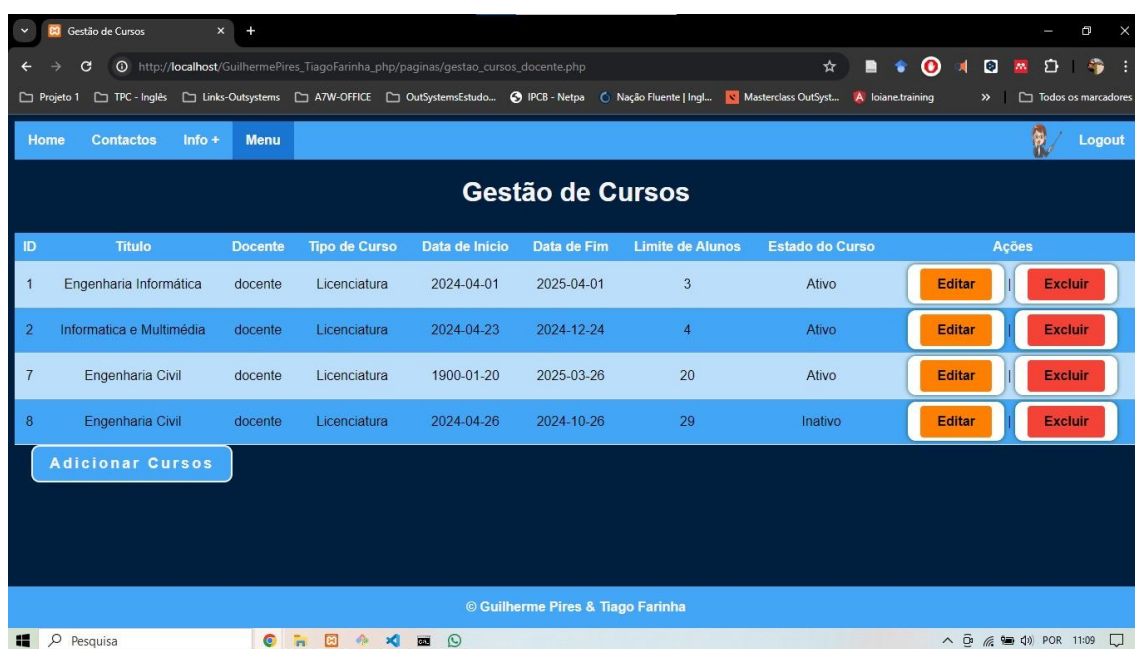 Gestão de Cursos
http://localhost/GuilhermePires_TiagoFarinha_php/paginas/gestao_cursos_docente.php
Projeto 1 TPC - Inglês Links-Outsystems A7W-OFFICE OutSystemsEstudo... IPCB - Netpa Nação Fluente | Ingl... Masterclass OutSyst... loiane.training » Todos os marcadores
Home Contactos Info + Menu Logout
Gestão de Cursos
ID Titulo Docente Tipo de Curso Data de Inicio Data de Fim Limite de Alunos Estado do Curso Ações
1 Engenharia Informática docente Licenciatura 2024-04-01 2025-04-01 3 Ativo Editar | Excluir
2 Informatica e Multimédia docente Licenciatura 2024-04-23 2024-12-24 4 Ativo Editar | Excluir
7 Engenharia Civil docente Licenciatura 1900-01-20 2025-03-26 20 Ativo Editar | Excluir
8 Engenharia Civil docente Licenciatura 2024-04-26 2024-10-26 29 Inativo Editar | Excluir
Adicionar Cursos
© Guilherme Pires & Tiago Farinha
Pesquisa POR 11:09